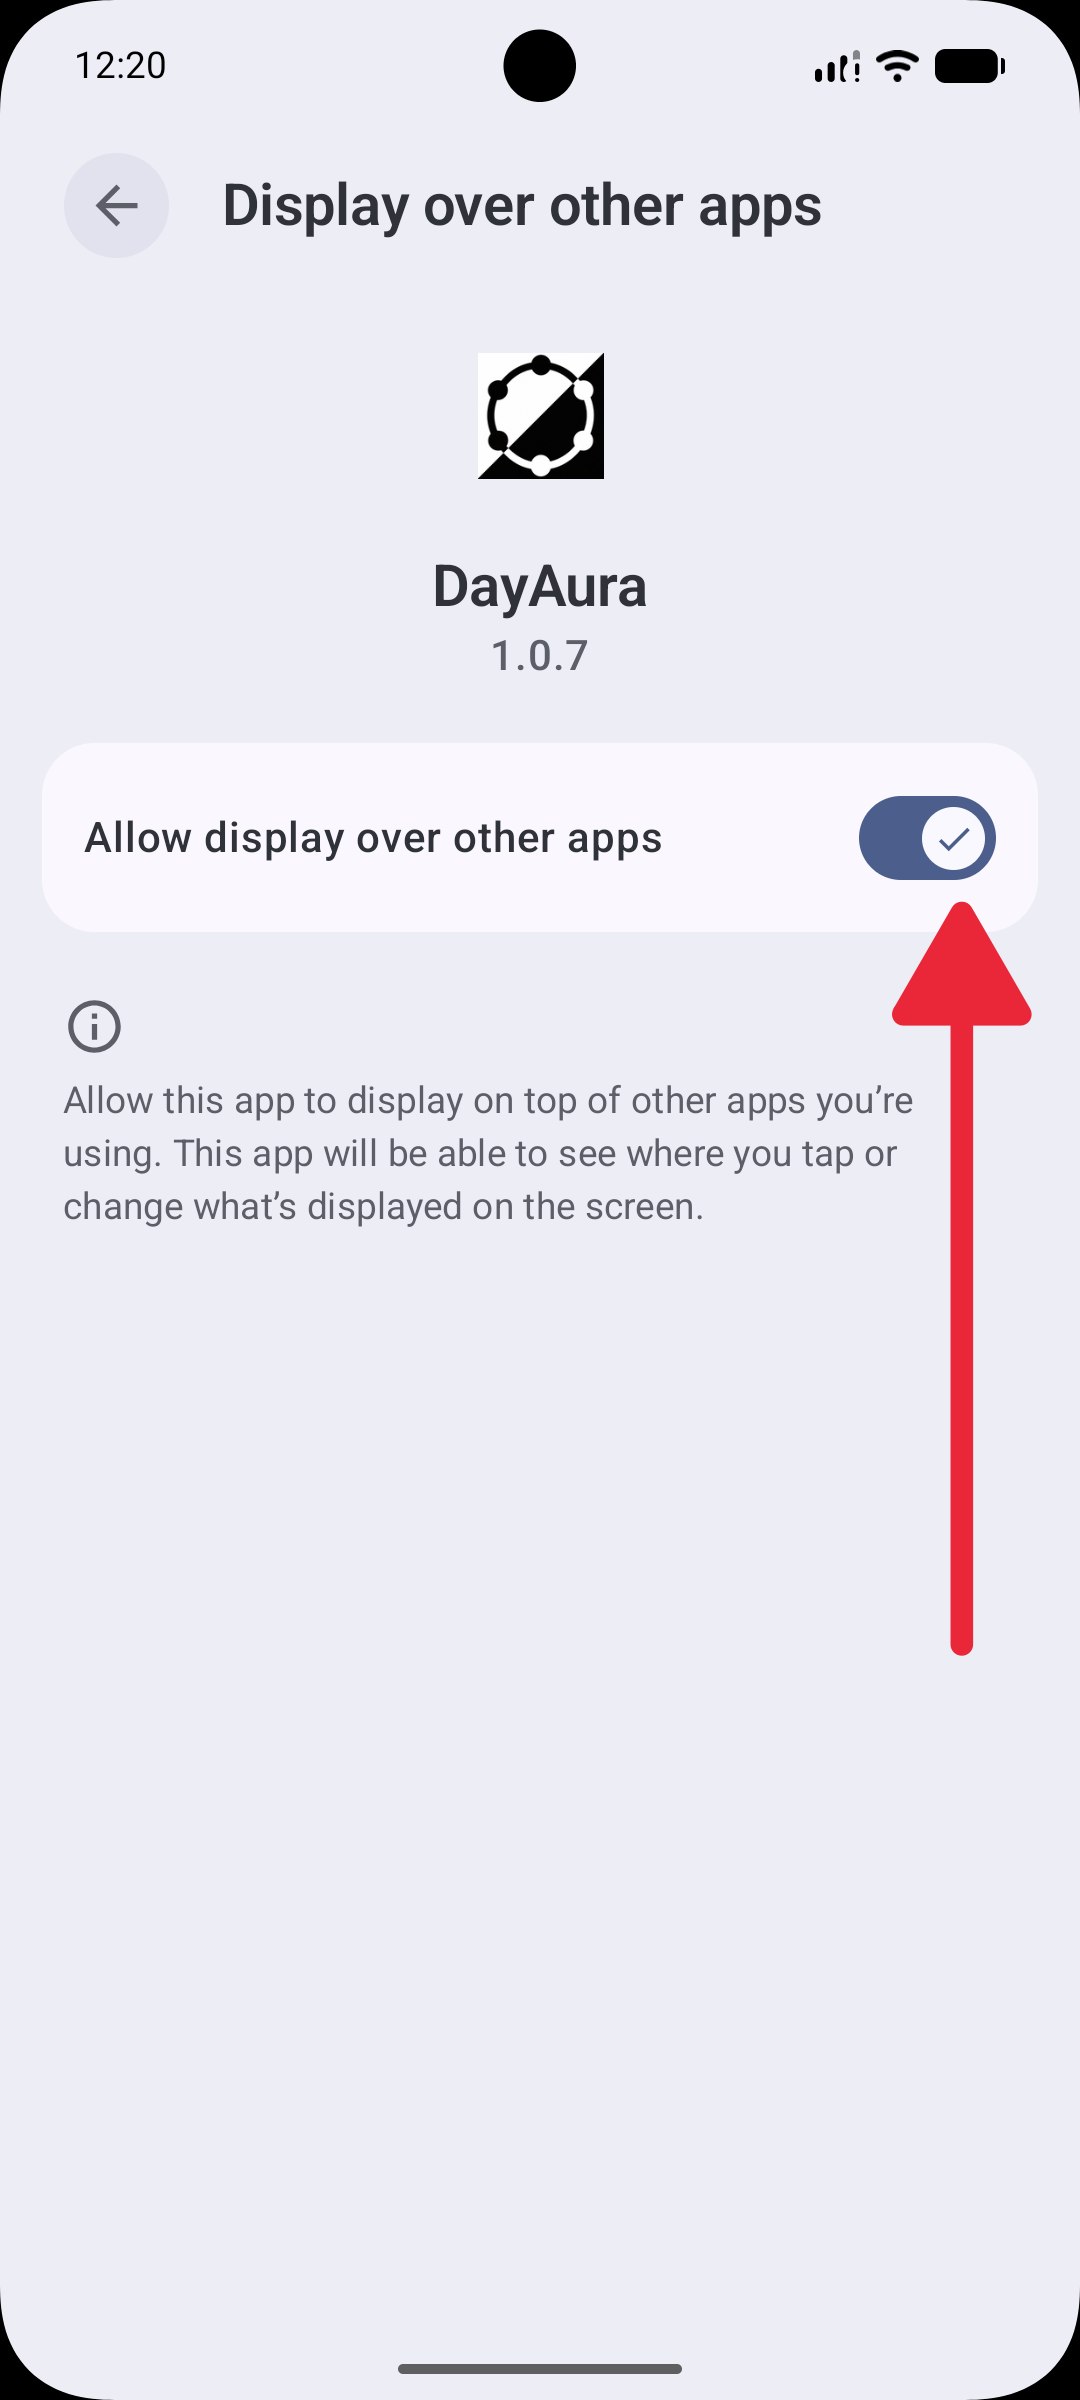 12:20
Display over other apps
DayAura
1.0.7
Allow display over other apps
Allow this app to display on top of other apps you’re
using. This app will be able to see where you tap or
change what’s displayed on the screen.